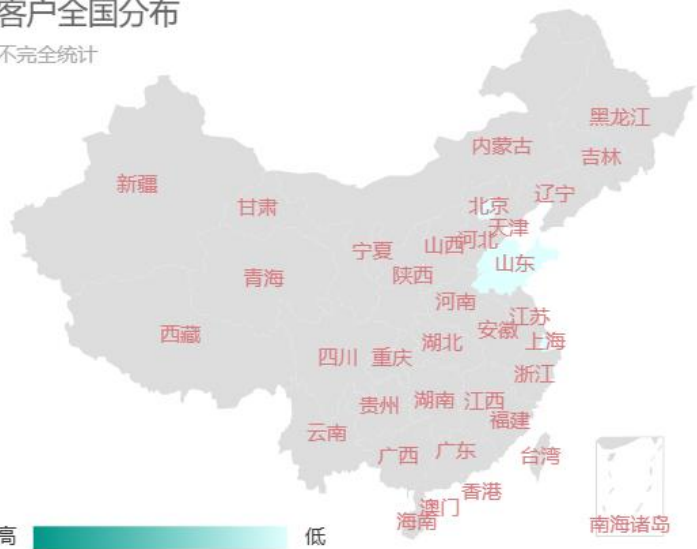 客户全国分布
不完全统计
黑龙江
内蒙古
吉林
新疆
辽宁
甘肃
北京
天津
河北
山西
宁夏
山东
陕西
青海
河南
江苏
安徽
西藏
上海
湖北
四川
重庆
浙江
湖南
江西
贵州
福建
云南
广东
广西
台湾
香港
澳门
海南
南海诸岛
高
低